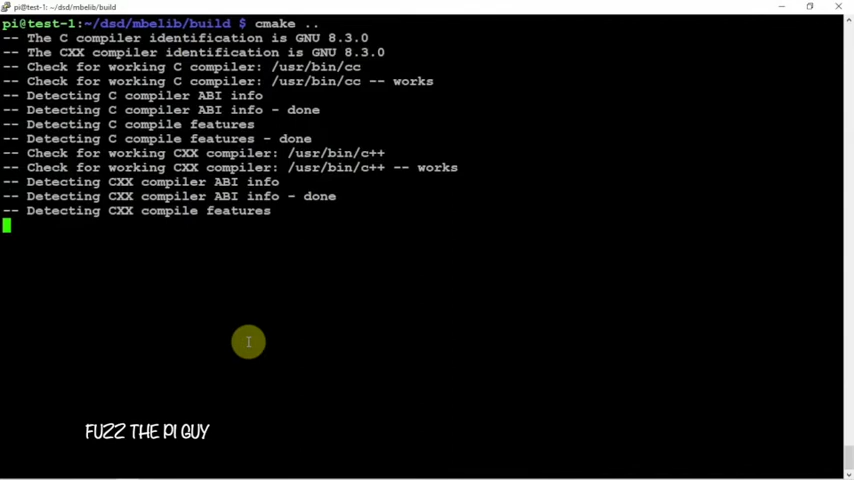 pi@test-1: ~/dsd/mbelib/build
pi@test-1:~/dsd/mbelib/build $ cmake ..
-- The C compiler identification is GNU 8.3.0
-- The CXX compiler identification is GNU 8.3.0
-- Check for working C compiler: /usr/bin/cc
-- Check for working C compiler: /usr/bin/cc -- works
-- Detecting C compiler ABI info
-- Detecting C compiler ABI info - done
-- Detecting C compile features
-- Detecting C compile features - done
-- Check for working CXX compiler: /usr/bin/c++
-- Check for working CXX compiler: /usr/bin/c++ -- works
-- Detecting CXX compiler ABI info
-- Detecting CXX compiler ABI info - done
-- Detecting CXX compile features
FUZZ THE PI GUY